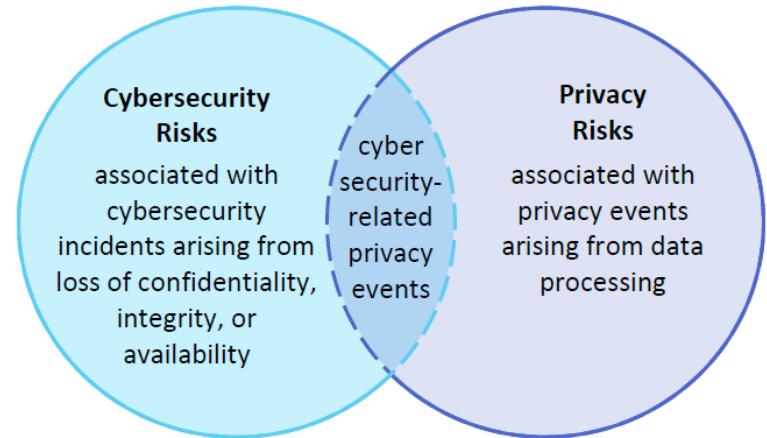 Cybersecurity
Risks
associated with
cybersecurity
incidents arising from
loss of confidentiality,
integrity, or
availability
cyber
security-
related
privacy
events
Privacy
Risks
associated with
privacy events
arising from data
processing